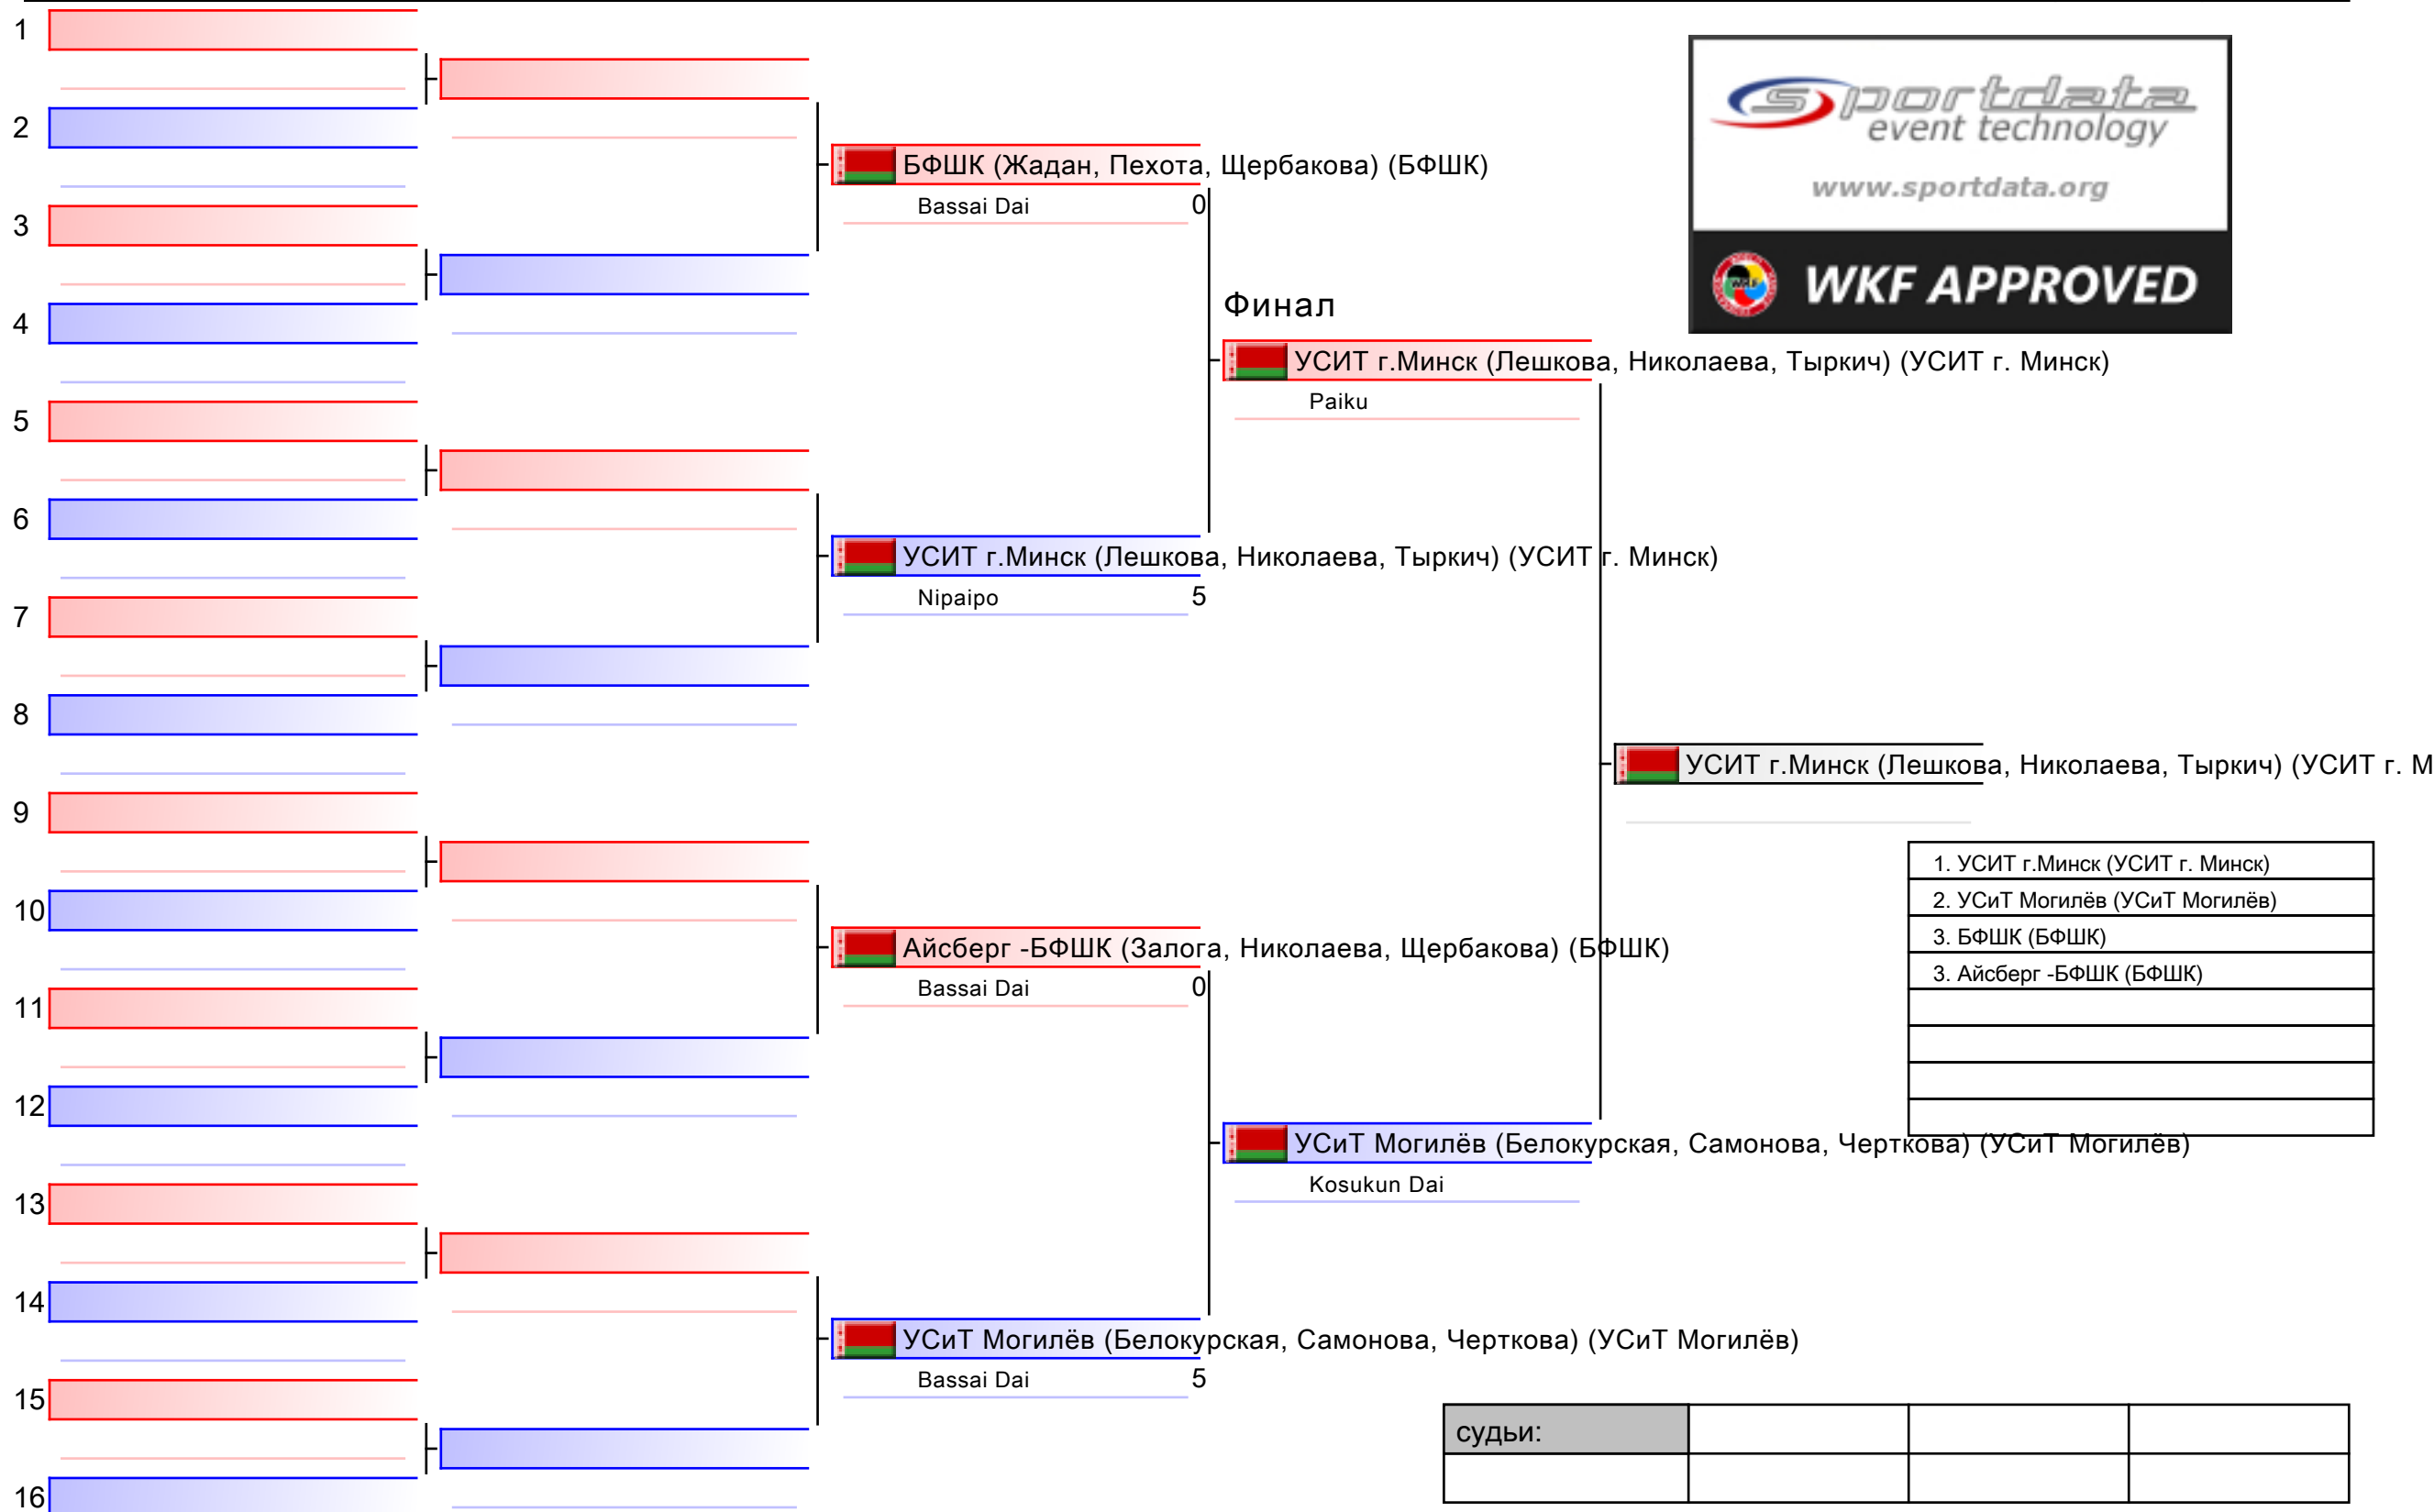 1
2
3
4
5
6
7
8
9
10
11
12
13
14
15
16
БФШК (Жадан, Пехота, Щербакова) (БФШК)
Bassai Dai 0
УСИТ г.Минск (Лешкова, Николаева, Тыркич) (УСИТ г. Минск)
Nipaipo 5
Айсберг -БФШК (Залога, Николаева, Щербакова) (БФШК)
Bassai Dai 0
УСиТ Могилёв (Белокурская, Самонова, Черткова) (УСиТ Могилёв)
Bassai Dai 5
Финал
УСИТ г.Минск (Лешкова, Николаева, Тыркич) (УСИТ г. Минск)
Paiku
УСиТ Могилёв (Белокурская, Самонова, Черткова) (УСиТ Могилёв)
Kosukun Dai
УСИТ г.Минск (Лешкова, Николаева, Тыркич) (УСИТ г. М
sportdata
event technology
www.sportdata.org
WKF
WKF APPROVED
1. УСИТ г.Минск (УСИТ г. Минск)
2. УСиТ Могилёв (УСиТ Могилёв)
3. БФШК (БФШК)
3. Айсберг -БФШК (БФШК)
судьи: